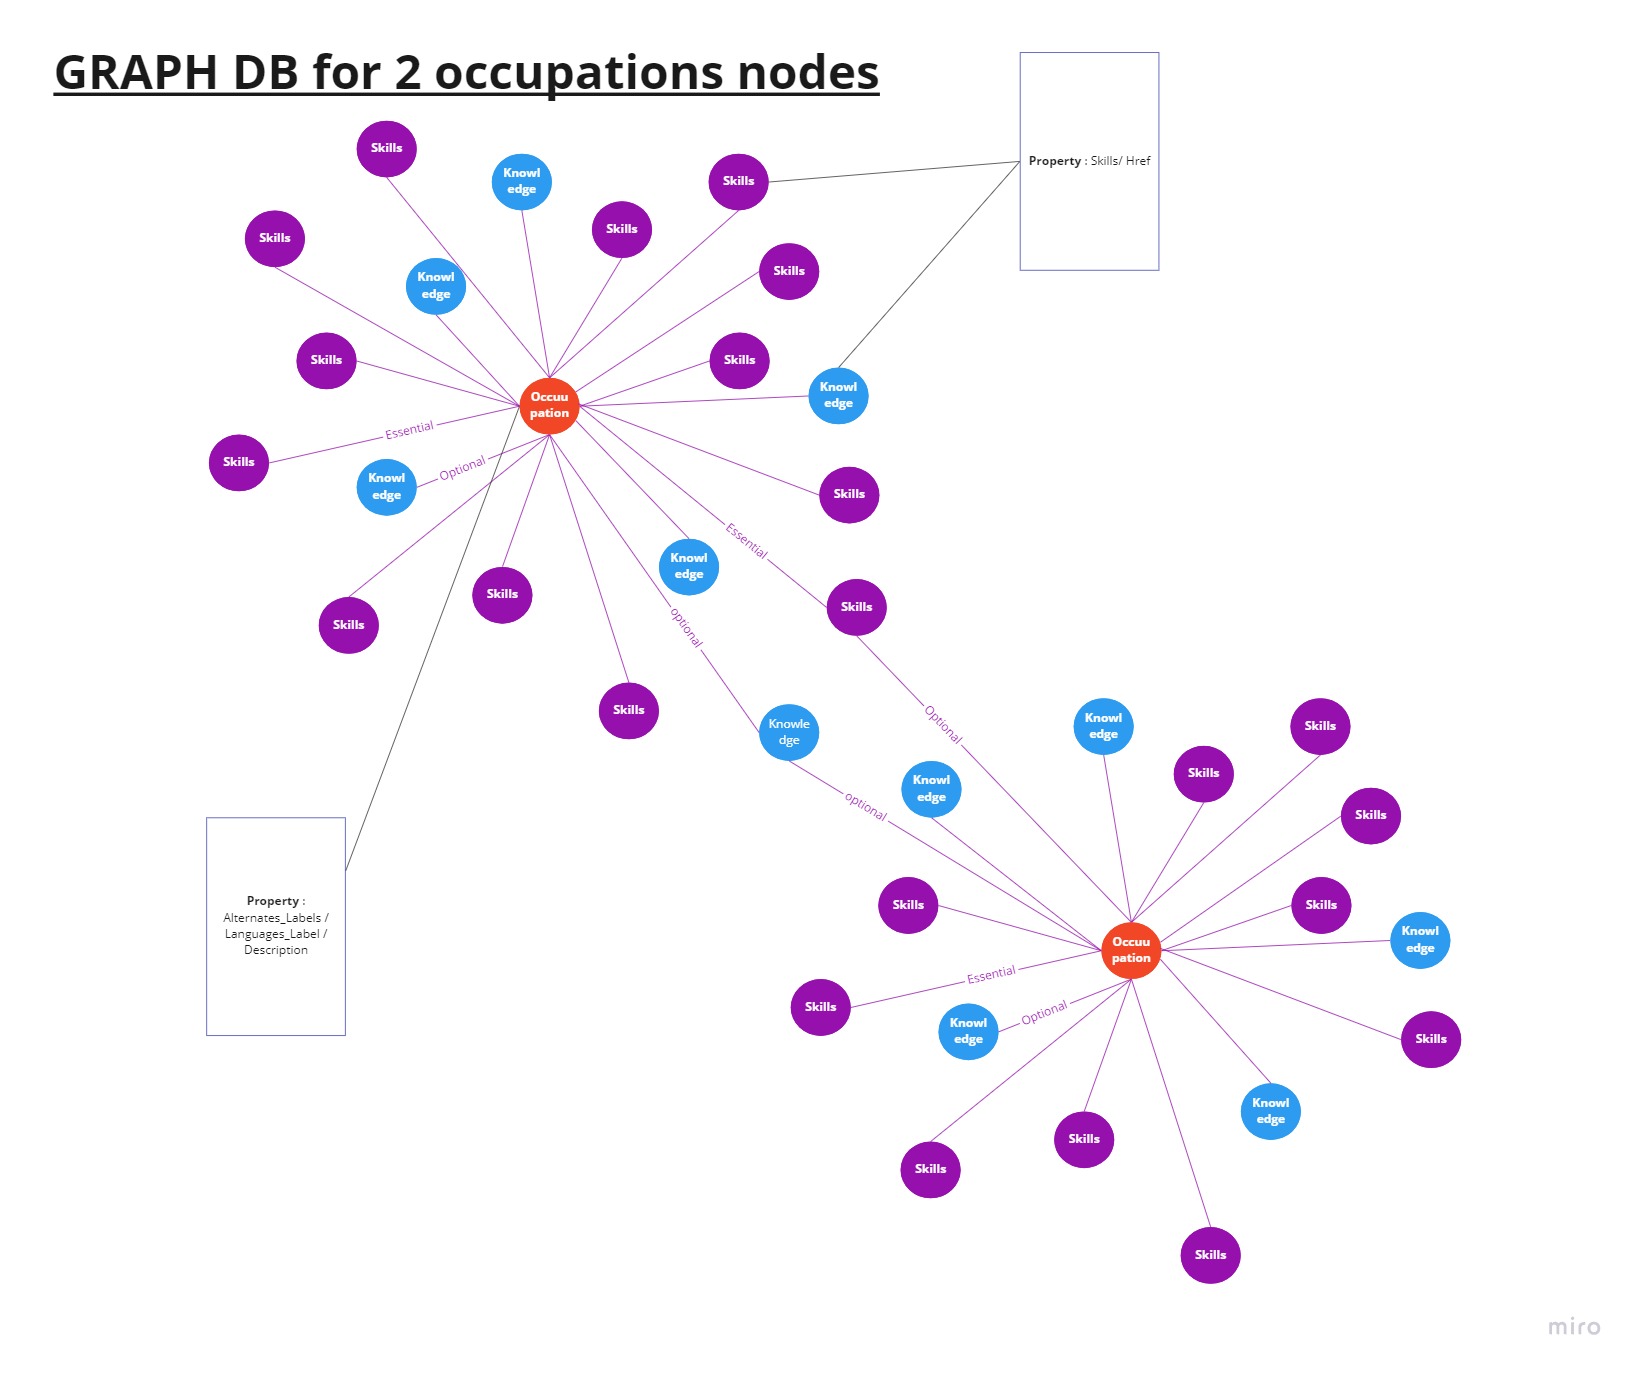 GRAPH DB for 2 occupations nodes
Skills
Knowl
edge
Skills
Property : Skills/ Href
Skills
Skills
Skills
Knowl
edge
Skills
Skills
Skills
Knowl
edge
Occuu
pation
Essential
Skills
Optional
Knowl
edge
Skills
Essential
Knowl
edge
Skills
Skills
optional
Skills
Skills
Knowle
dge
Optional
Knowl
edge
Skills
Skills
Knowl
edge
optional
Skills
Property :
Alternates_Labels /
Languages_Label /
Description
Skills
Skills
Knowl
edge
Occuu
pation
Essential
Skills
Optional
Knowl
edge
Skills
Knowl
edge
Skills
Skills
Skills
miro